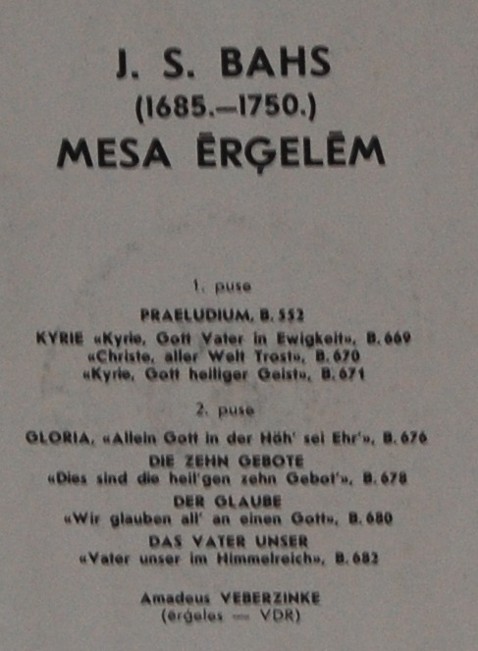 J. S. BAHS
(1685.—1750.)
MESA ĒRĢELĒM
1. puse
PRAELUDIUM, B. 552
KYRIE «Kyrie, Gott Vater in Ewigkeit», B. 669
«Christe, aller Welt Trost», B. 670
«Kyrie, Gott heiliger Geist», B. 671
2. puse
GLORIA, «Allein Gott in der Höh' sei Ehr'», B. 676
DIE ZEHN GEBOTE
«Dies sind die heil'gen zehn Gebot'», B. 678
DER GLAUBE
«Wir glauben all' an einen Gott», B. 680
DAS VATER UNSER
«Vater unser im Himmelreich», B. 682
Amadeus VEBERZINKE
(ērģeles — VDR)